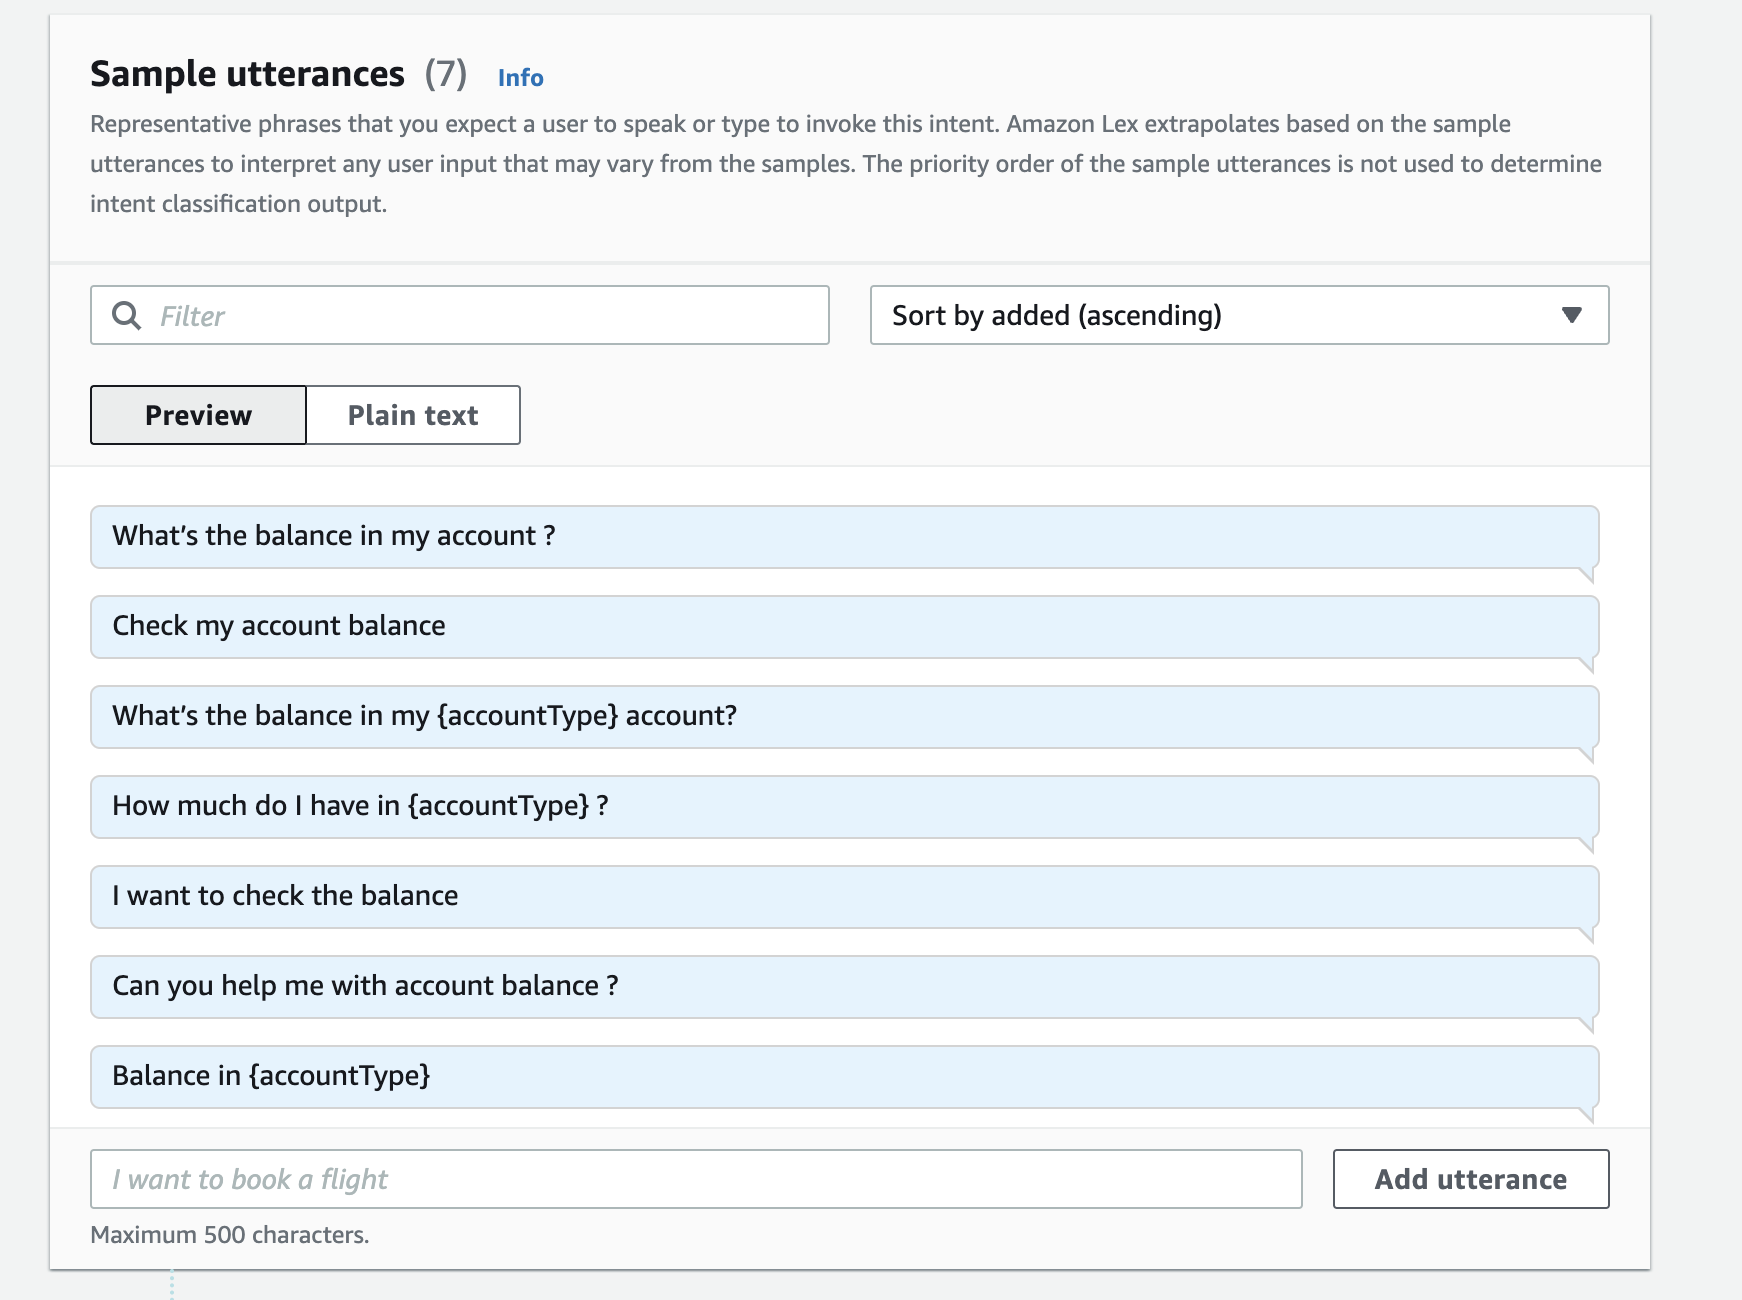 Sample utterances (7) Info
Representative phrases that you expect a user to speak or type to invoke this intent. Amazon Lex extrapolates based on the sample
utterances to interpret any user input that may vary from the samples. The priority order of the sample utterances is not used to determine
intent classification output.
Filter
Sort by added (ascending)
Preview
Plain text
What's the balance in my account ?
Check my account balance
What's the balance in my {accountType} account?
How much do I have in {accountType} ?
I want to check the balance
Can you help me with account balance ?
Balance in {accountType}
I want to book a flight
Add utterance
Maximum 500 characters.